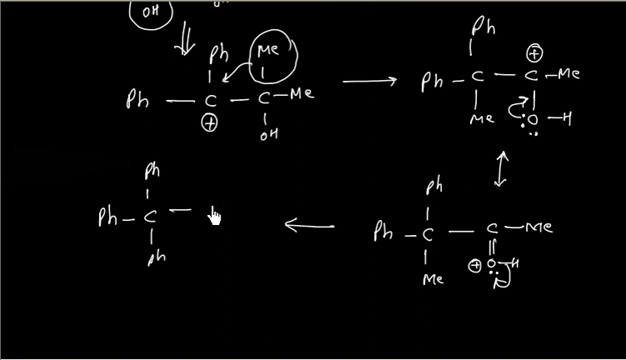 OH
Ph
Me
Ph — C — C — Me
⊕
OH
Ph
⊕
Ph — C — C — Me
Me
:O — H
Ph
Ph — C — C — Me
Me
⊕ O — H
Ph
Ph — C —
Ph